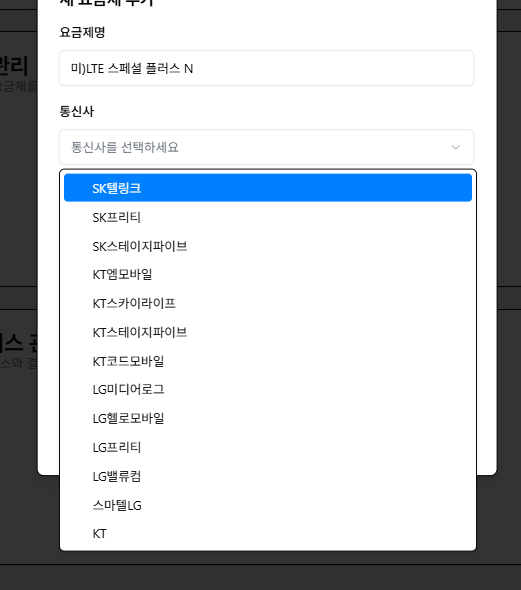 새 요금제 추가
요금제명
관리
미)LTE 스페셜 플러스 N
요금제를
통신사
통신사를 선택하세요
SK텔링크
SK프리티
SK스테이지파이브
KT엠모바일
KT스카이라이프
KT스테이지파이브
스와 결
KT코드모바일
LG미디어로그
LG헬로모바일
LG프리티
LG밸류컴
스마텔LG
KT